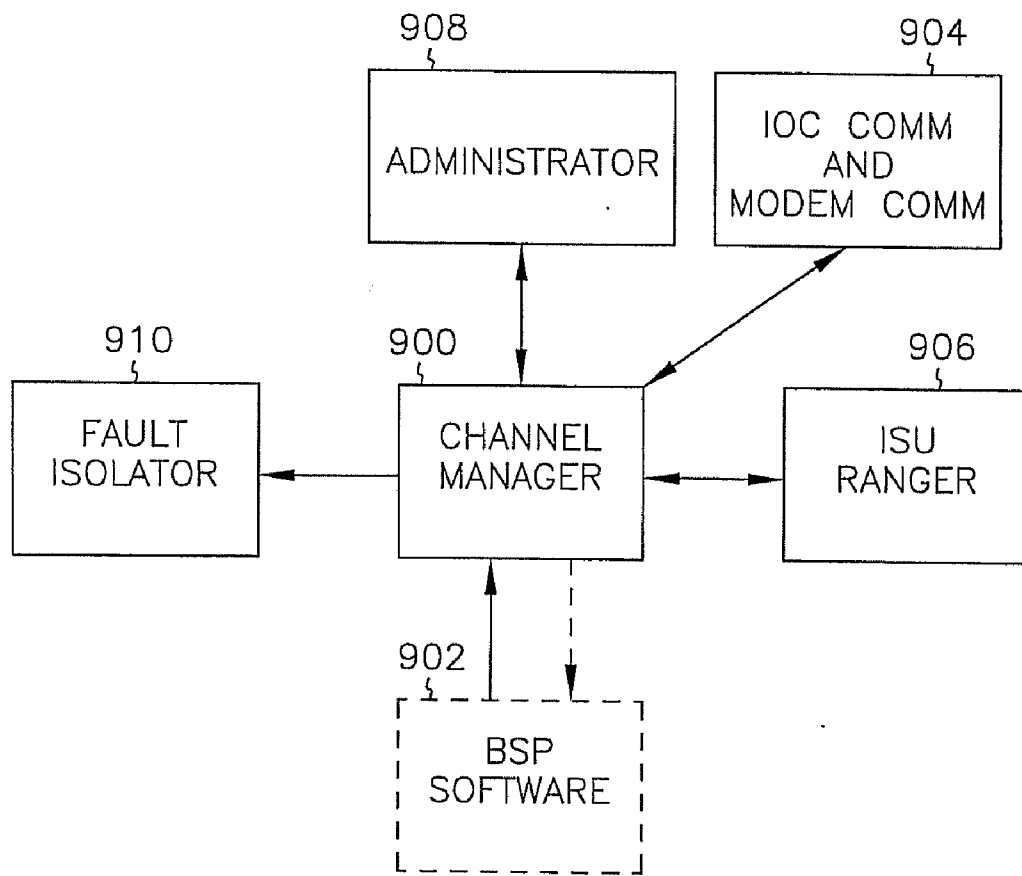 908
ADMINISTRATOR
904
IOC COMM
AND
MODEM COMM
910
FAULT
ISOLATOR
900
CHANNEL
MANAGER
906
ISU
RANGER
902
BSP
SOFTWARE